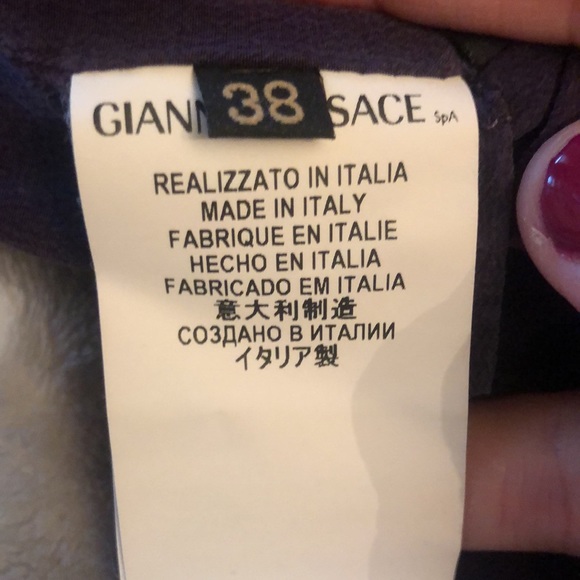 GIANN 38 SACE SpA
REALIZZATO IN ITALIA
MADE IN ITALY
FABRIQUE EN ITALIE
HECHO EN ITALIA
FABRICADO EM ITALIA
意大利制造
СОЗДАНО В ИТАЛИИ
イタリア製